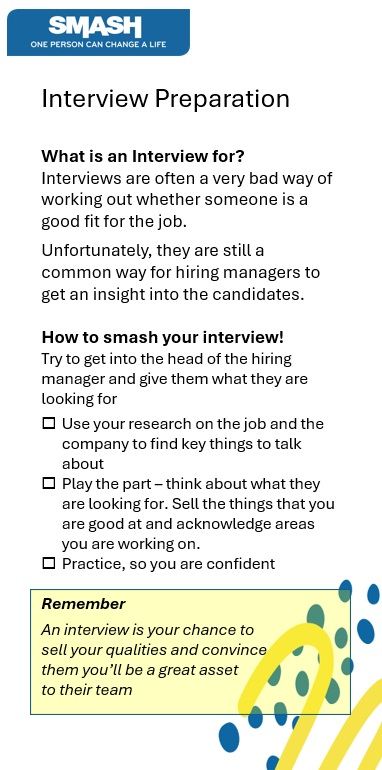 SMASH
ONE PERSON CAN CHANGE A LIFE
Interview Preparation
What is an Interview for?
Interviews are often a very bad way of
working out whether someone is a
good fit for the job.
Unfortunately, they are still a
common way for hiring managers to
get an insight into the candidates.
How to smash your interview!
Try to get into the head of the hiring
manager and give them what they are
looking for
☐ Use your research on the job and the
company to find key things to talk
about
☐ Play the part – think about what they
are looking for. Sell the things that you
are good at and acknowledge areas
you are working on.
☐ Practice, so you are confident
Remember
An interview is your chance to
sell your qualities and convince
them you’ll be a great asset
to their team